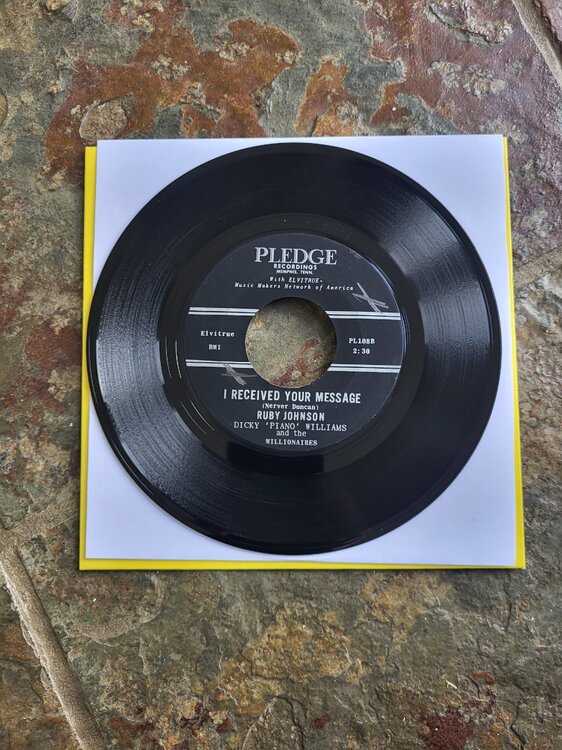 PLEDGE
RECORDINGS
MEMPHIS, TENN.
With ELVITRUE-
Music Makers Network of America
Elvitrue
BMI
PL108B
2:30
I RECEIVED YOUR MESSAGE
(Nerver Duncan)
RUBY JOHNSON
DICKY 'PIANO' WILLIAMS
and the
MILLIONAIRES